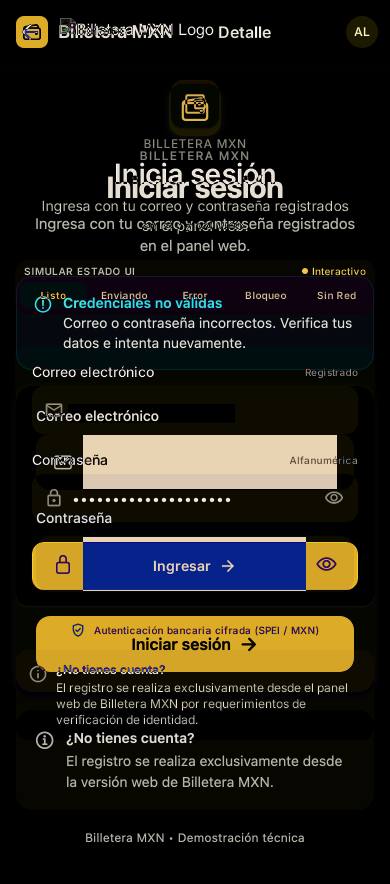 Billetera MXN
Billetera MXN Logo
Detalle
AL
BILLETERA MXN
BILLETERA MXN
Inicia sesión
Iniciar sesión
Ingresa con tu correo y contraseña registrados
Ingresa con tu correo y contraseña registrados
en el panel web.
en el panel web.
SIMULAR ESTADO UI
Interactivo
Listo
Enviando
Error
Bloqueo
Sin Red
Credenciales no válidas
Correo o contraseña incorrectos. Verifica tus
datos e intenta nuevamente.
Correo electrónico
Registrado
Correo electrónico
Contraseña
Alfanumérica
Contraseña
Ingresar
Autenticación bancaria cifrada (SPEI / MXN)
Iniciar sesión
¿No tienes cuenta?
El registro se realiza exclusivamente desde el panel
web de Billetera MXN por requerimientos de
verificación de identidad.
¿No tienes cuenta?
El registro se realiza exclusivamente desde
la versión web de Billetera MXN.
Billetera MXN • Demostración técnica